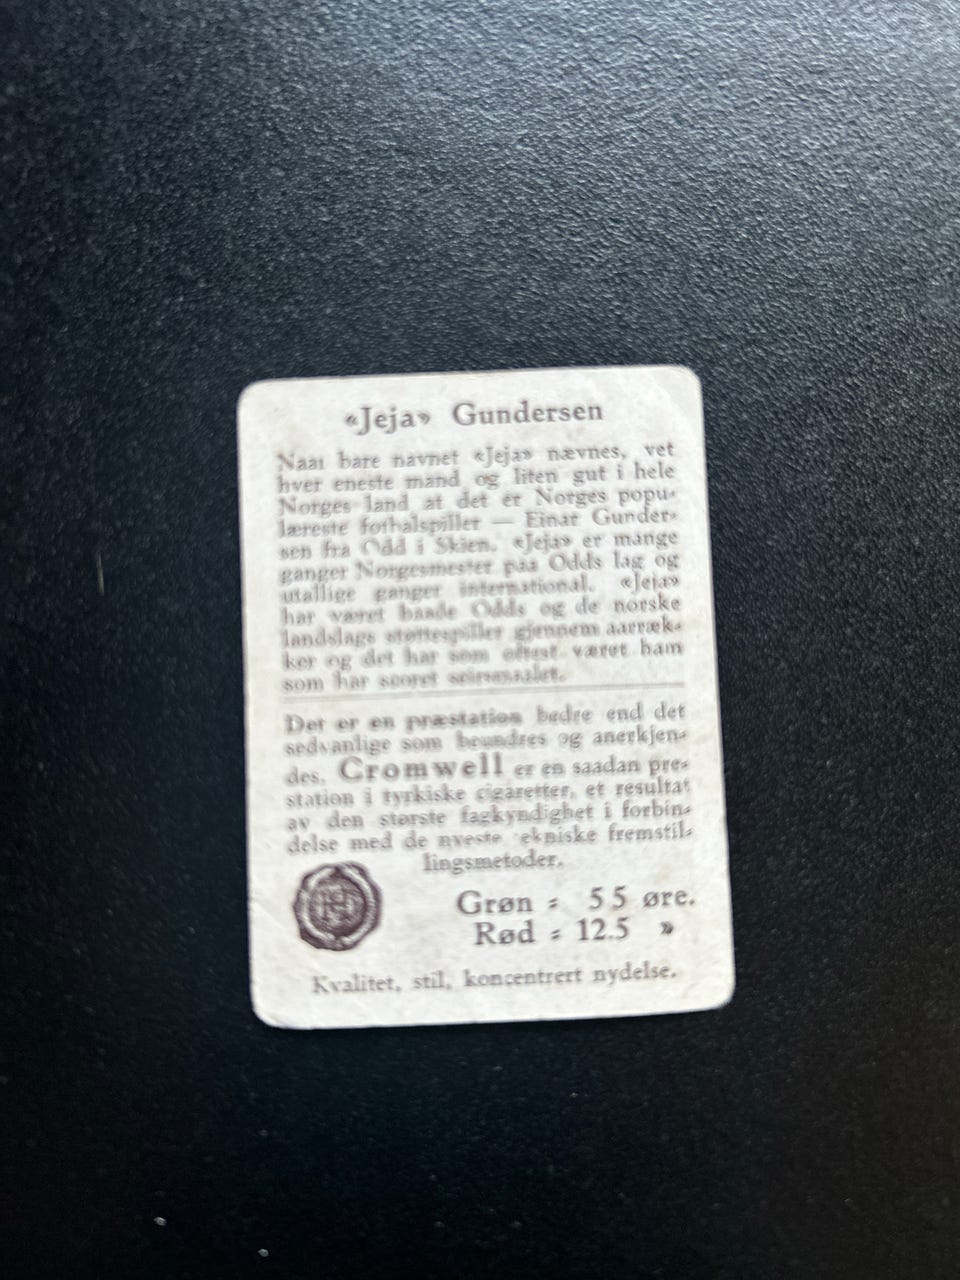 «Jeja» Gundersen
Naar bare navnet «Jeja» nævnes, vet
hver eneste mand og liten gut i hele
Norges land at det er Norges popu-
læreste fotbalspiller — Einar Gunder-
sen fra Odd i Skien. «Jeja» er mange
ganger Norgesmester paa Odds lag og
utallige ganger international. «Jeja»
har været baade Odds og de norske
landslags støttespiller gjennem aarræk-
ker og det har som oftest været ham
som har scoret seiersmaalet.
Det er en præstation bedre end det
sedvanlige som beundres og anerkjen-
des. Cromwell er en saadan pre-
station i tyrkiske cigaretter, et resultat
av den største fagkyndighet i forbin-
delse med de nyeste tekniske fremstil-
lingsmetoder.
Grøn = 5 5 øre.
Rød = 12.5 »
Kvalitet, stil, koncentrert nydelse.